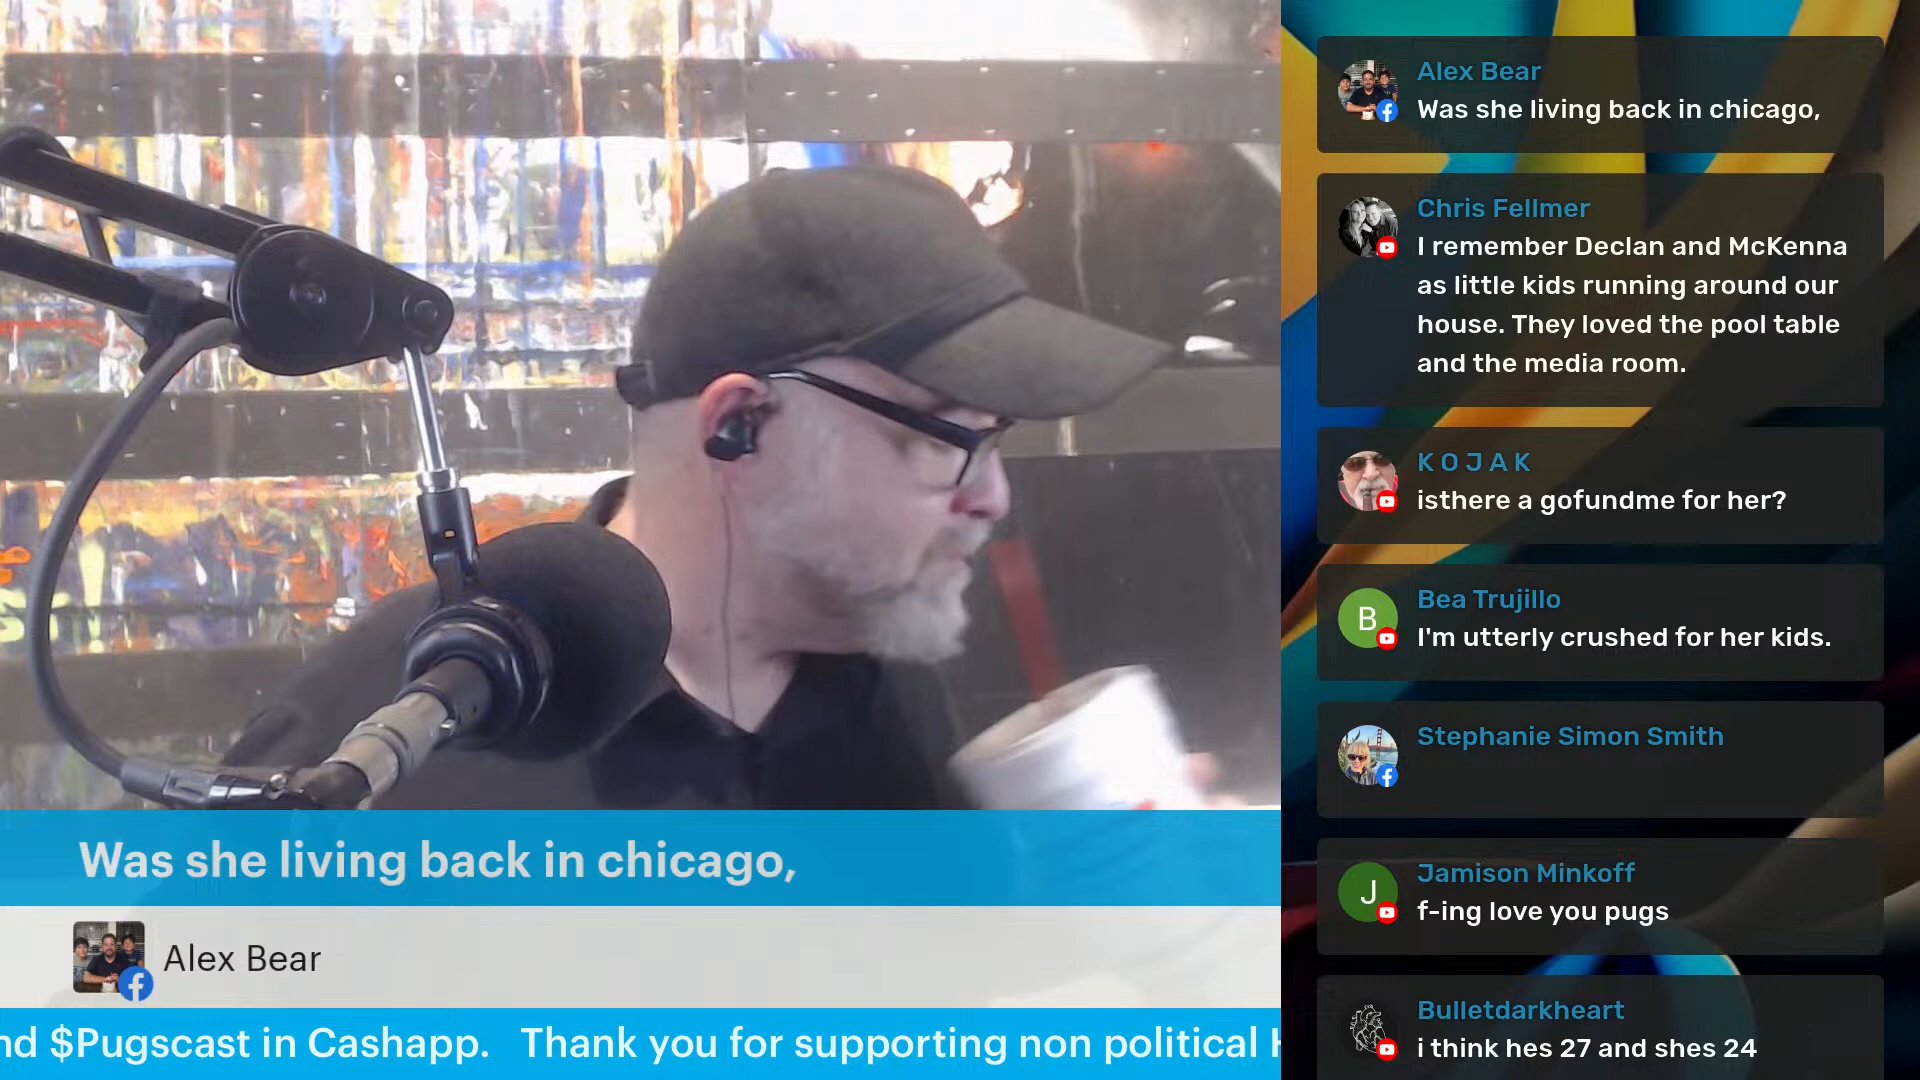 Was she living back in chicago,
Alex Bear
nd $Pugscast in Cashapp. Thank you for supporting non political
Alex Bear
Was she living back in chicago,
Chris Fellmer
I remember Declan and McKenna
as little kids running around our
house. They loved the pool table
and the media room.
K O J A K
isthere a gofundme for her?
B
Bea Trujillo
I'm utterly crushed for her kids.
Stephanie Simon Smith
J
Jamison Minkoff
f-ing love you pugs
Bulletdarkheart
i think hes 27 and shes 24